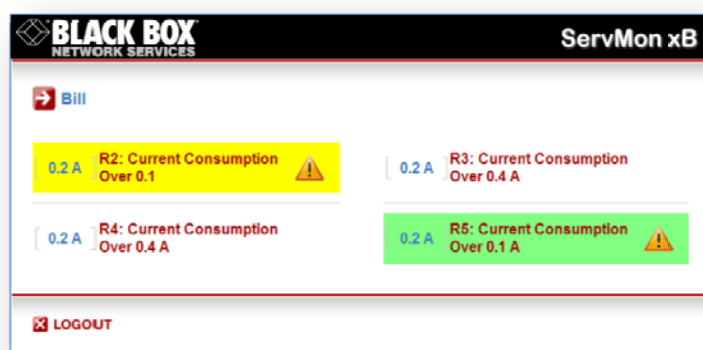 BLACK BOX
NETWORK SERVICES
ServMon xB
Bill
0.2 A
R2: Current Consumption
Over 0.1
0.2 A
R3: Current Consumption
Over 0.4 A
0.2 A
R4: Current Consumption
Over 0.4 A
0.2 A
R5: Current Consumption
Over 0.1 A
LOGOUT